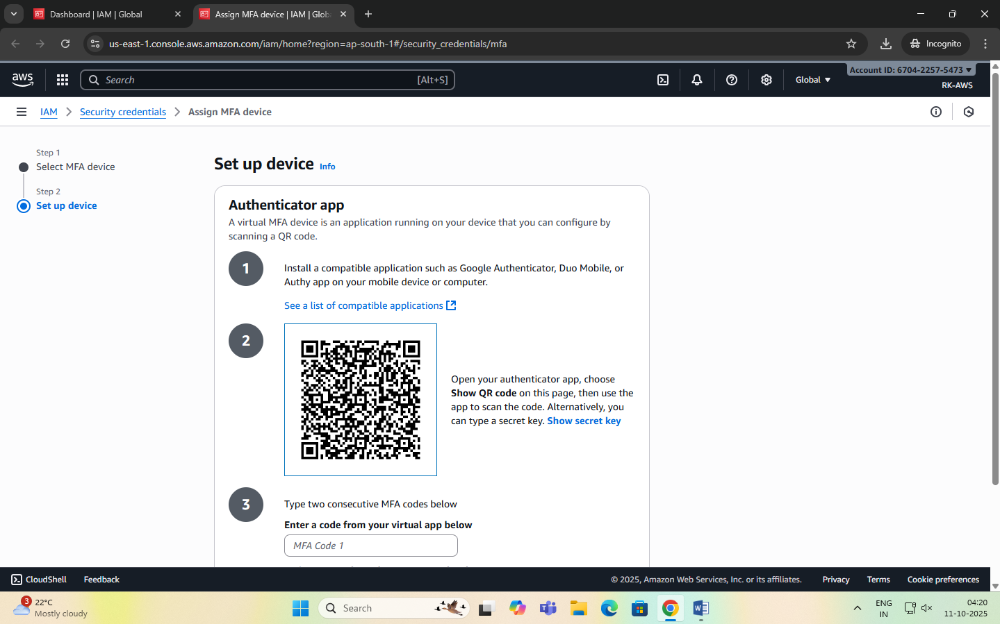 Dashboard | IAM | Global
Assign MFA device | IAM | Glob
us-east-1.console.aws.amazon.com/iam/home?region=ap-south-1#/security_credentials/mfa
Incognito
aws
Search
[Alt+S]
Global
Account ID: 6704-2257-5473
RK-AWS
IAM
Security credentials
Assign MFA device
Step 1
Select MFA device
Step 2
Set up device
Set up device Info
Authenticator app
A virtual MFA device is an application running on your device that you can configure by
scanning a QR code.
1
Install a compatible application such as Google Authenticator, Duo Mobile, or
Authy app on your mobile device or computer.
See a list of compatible applications
2
Open your authenticator app, choose
Show QR code on this page, then use the
app to scan the code. Alternatively, you
can type a secret key. Show secret key
3
Type two consecutive MFA codes below
Enter a code from your virtual app below
MFA Code 1
CloudShell
Feedback
© 2025, Amazon Web Services, Inc. or its affiliates.
Privacy
Terms
Cookie preferences
3
22°C
Mostly cloudy
Search
ENG
IN
04:20
11-10-2025